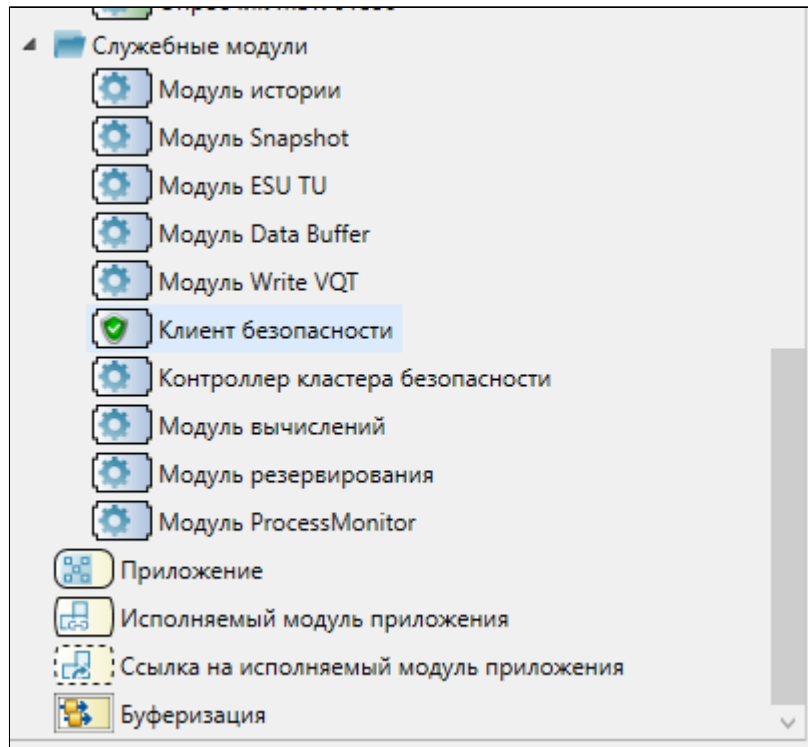 Служебные модули
Модуль истории
Модуль Snapshot
Модуль ESU TU
Модуль Data Buffer
Модуль Write VQT
Клиент безопасности
Контроллер кластера безопасности
Модуль вычислений
Модуль резервирования
Модуль ProcessMonitor
Приложение
Исполняемый модуль приложения
Ссылка на исполняемый модуль приложения
Буферизация